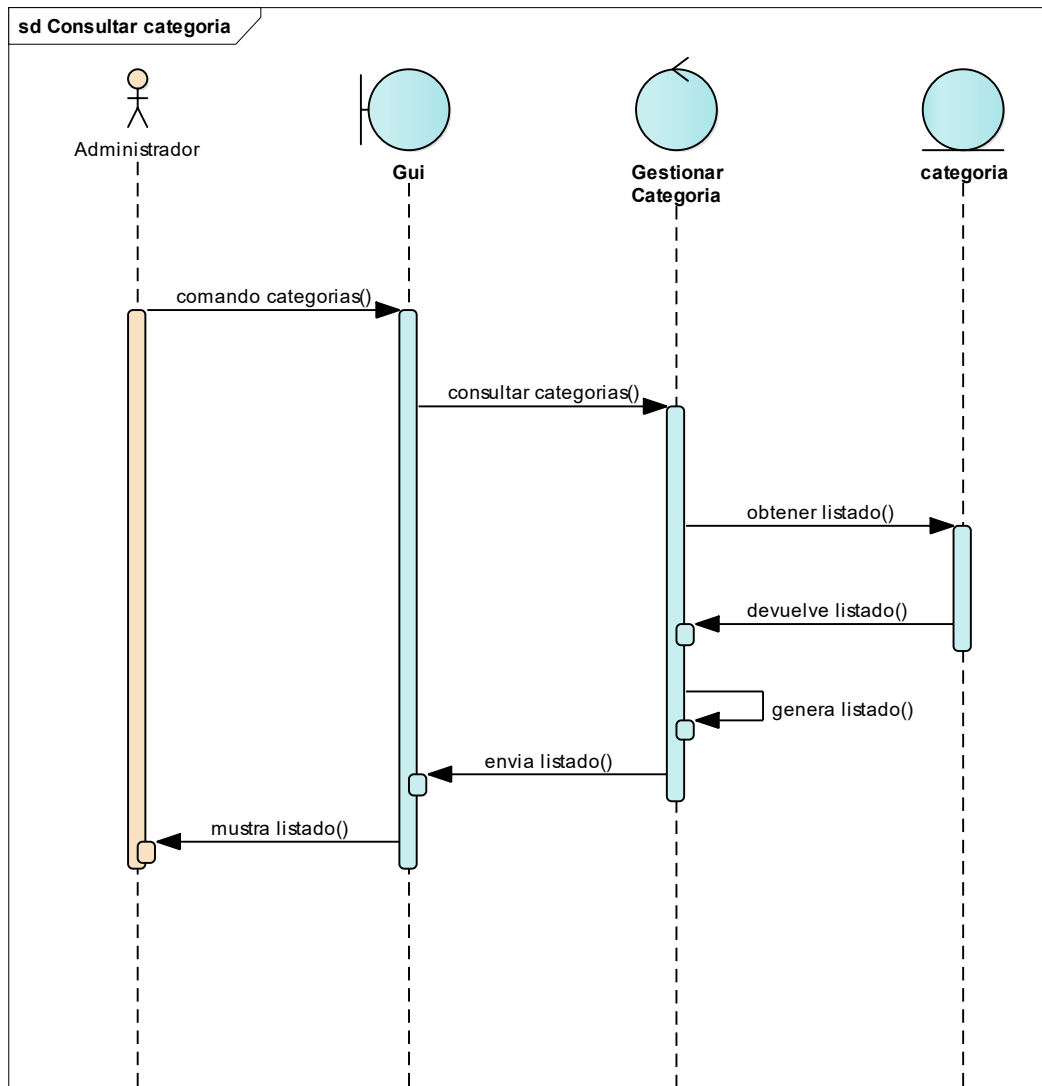 sd Consultar categoria
Administrador
Gui
Gestionar
Categoria
categoria
comando categorias()
consultar categorias()
obtener listado()
devuelve listado()
genera listado()
envia listado()
mustra listado()